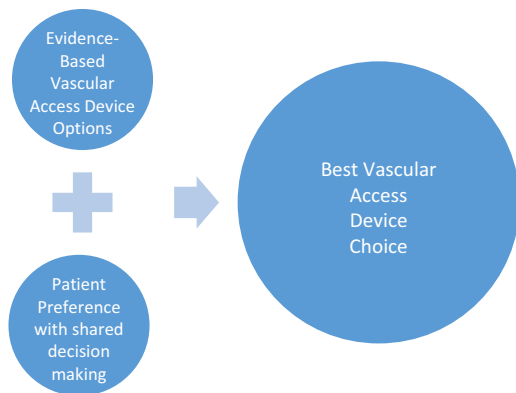 Evidence-
Based
Vascular
Access Device
Options
Patient
Preference
with shared
decision
making
Best Vascular
Access
Device
Choice